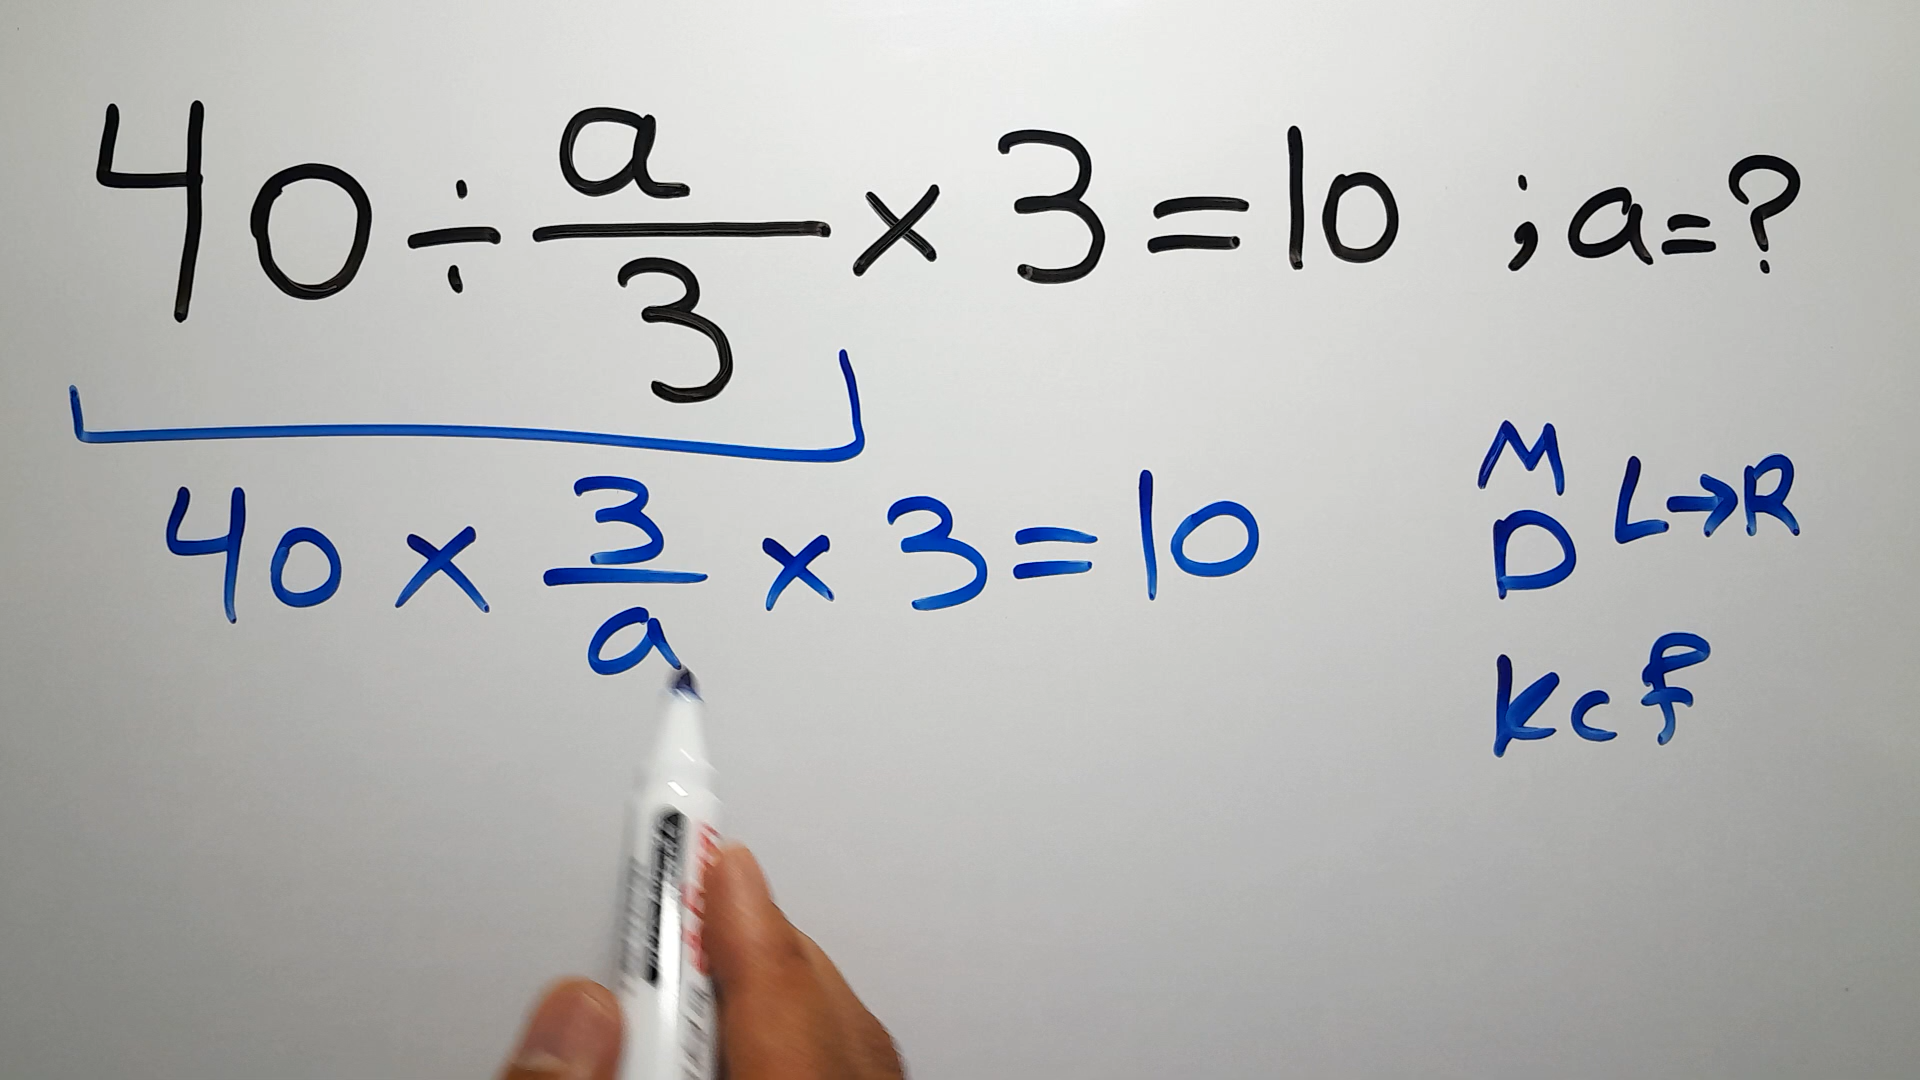 40 ÷ a/3 × 3 = 10 ; a = ?
40 × 3/a × 3 = 10
M
D L→R
kcf